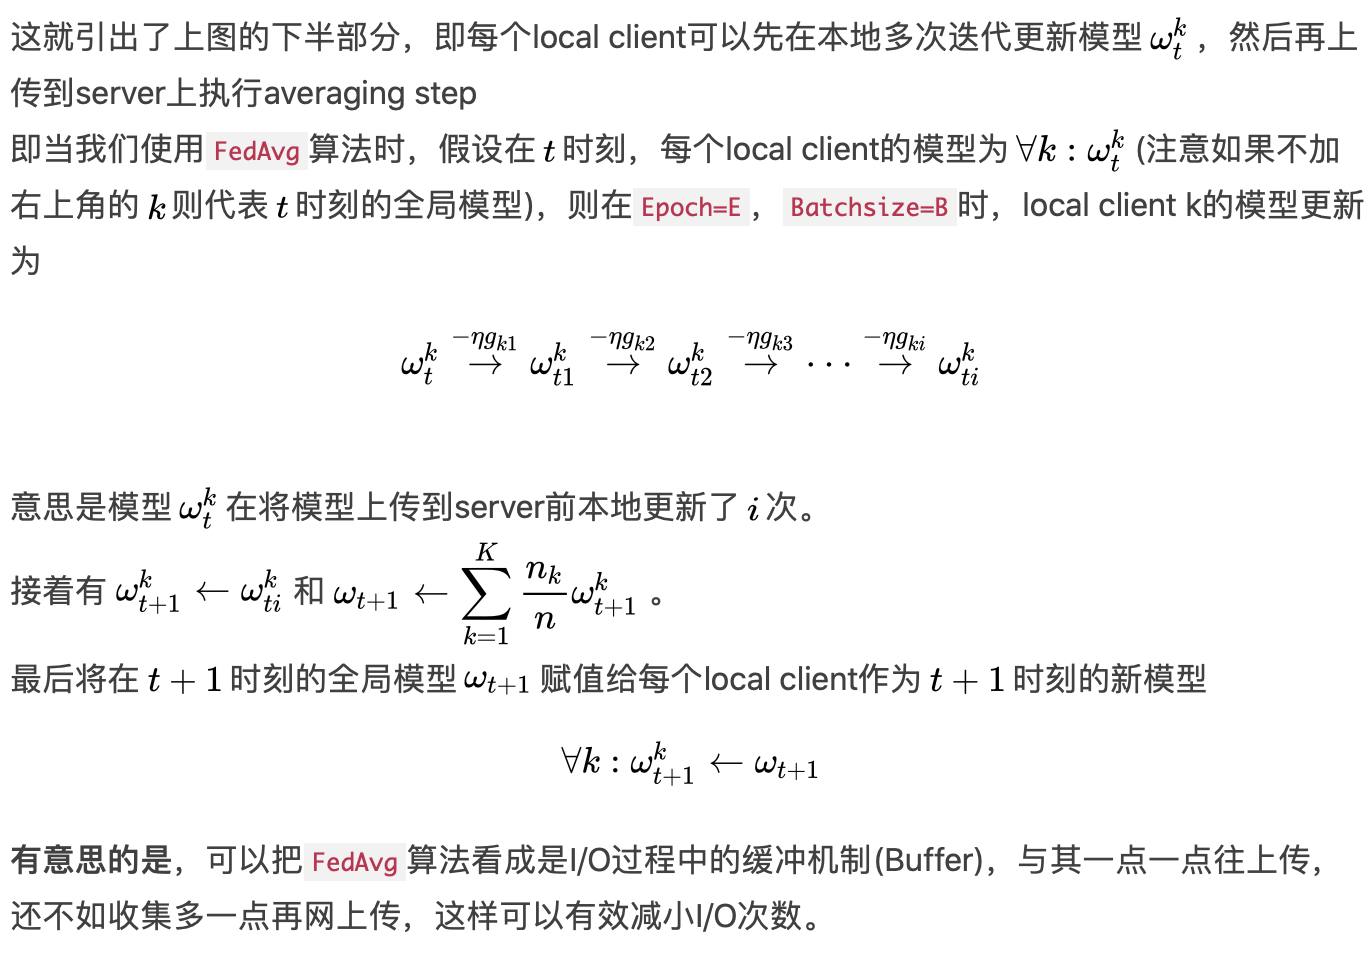 这就引出了上图的下半部分，即每个local client可以先在本地多次迭代更新模型 $\omega_t^k$ ，然后再上
传到server上执行averaging step
即当我们使用 FedAvg 算法时，假设在 $t$ 时刻，每个local client的模型为 $\forall k : \omega_t^k$ (注意如果不加
右上角的 $k$ 则代表 $t$ 时刻的全局模型)，则在 Epoch=E ， Batchsize=B 时，local client k的模型更新
为
$\omega_t^k \overset{-\eta g_{k1}}{\rightarrow} \omega_{t1}^k \overset{-\eta g_{k2}}{\rightarrow} \omega_{t2}^k \overset{-\eta g_{k3}}{\rightarrow} \cdots \overset{-\eta g_{ki}}{\rightarrow} \omega_{ti}^k$
意思是模型 $\omega_t^k$ 在将模型上传到server前本地更新了 $i$ 次。
接着有 $\omega_{t+1}^k \leftarrow \omega_{ti}^k$ 和 $\omega_{t+1} \leftarrow \sum_{k=1}^{K} \frac{n_k}{n} \omega_{t+1}^k$ 。
最后将在 $t+1$ 时刻的全局模型 $\omega_{t+1}$ 赋值给每个local client作为 $t+1$ 时刻的新模型
$\forall k : \omega_{t+1}^k \leftarrow \omega_{t+1}$
有意思的是，可以把 FedAvg 算法看成是I/O过程中的缓冲机制(Buffer)，与其一点一点往上传，
还不如收集多一点再网上传，这样可以有效减小I/O次数。